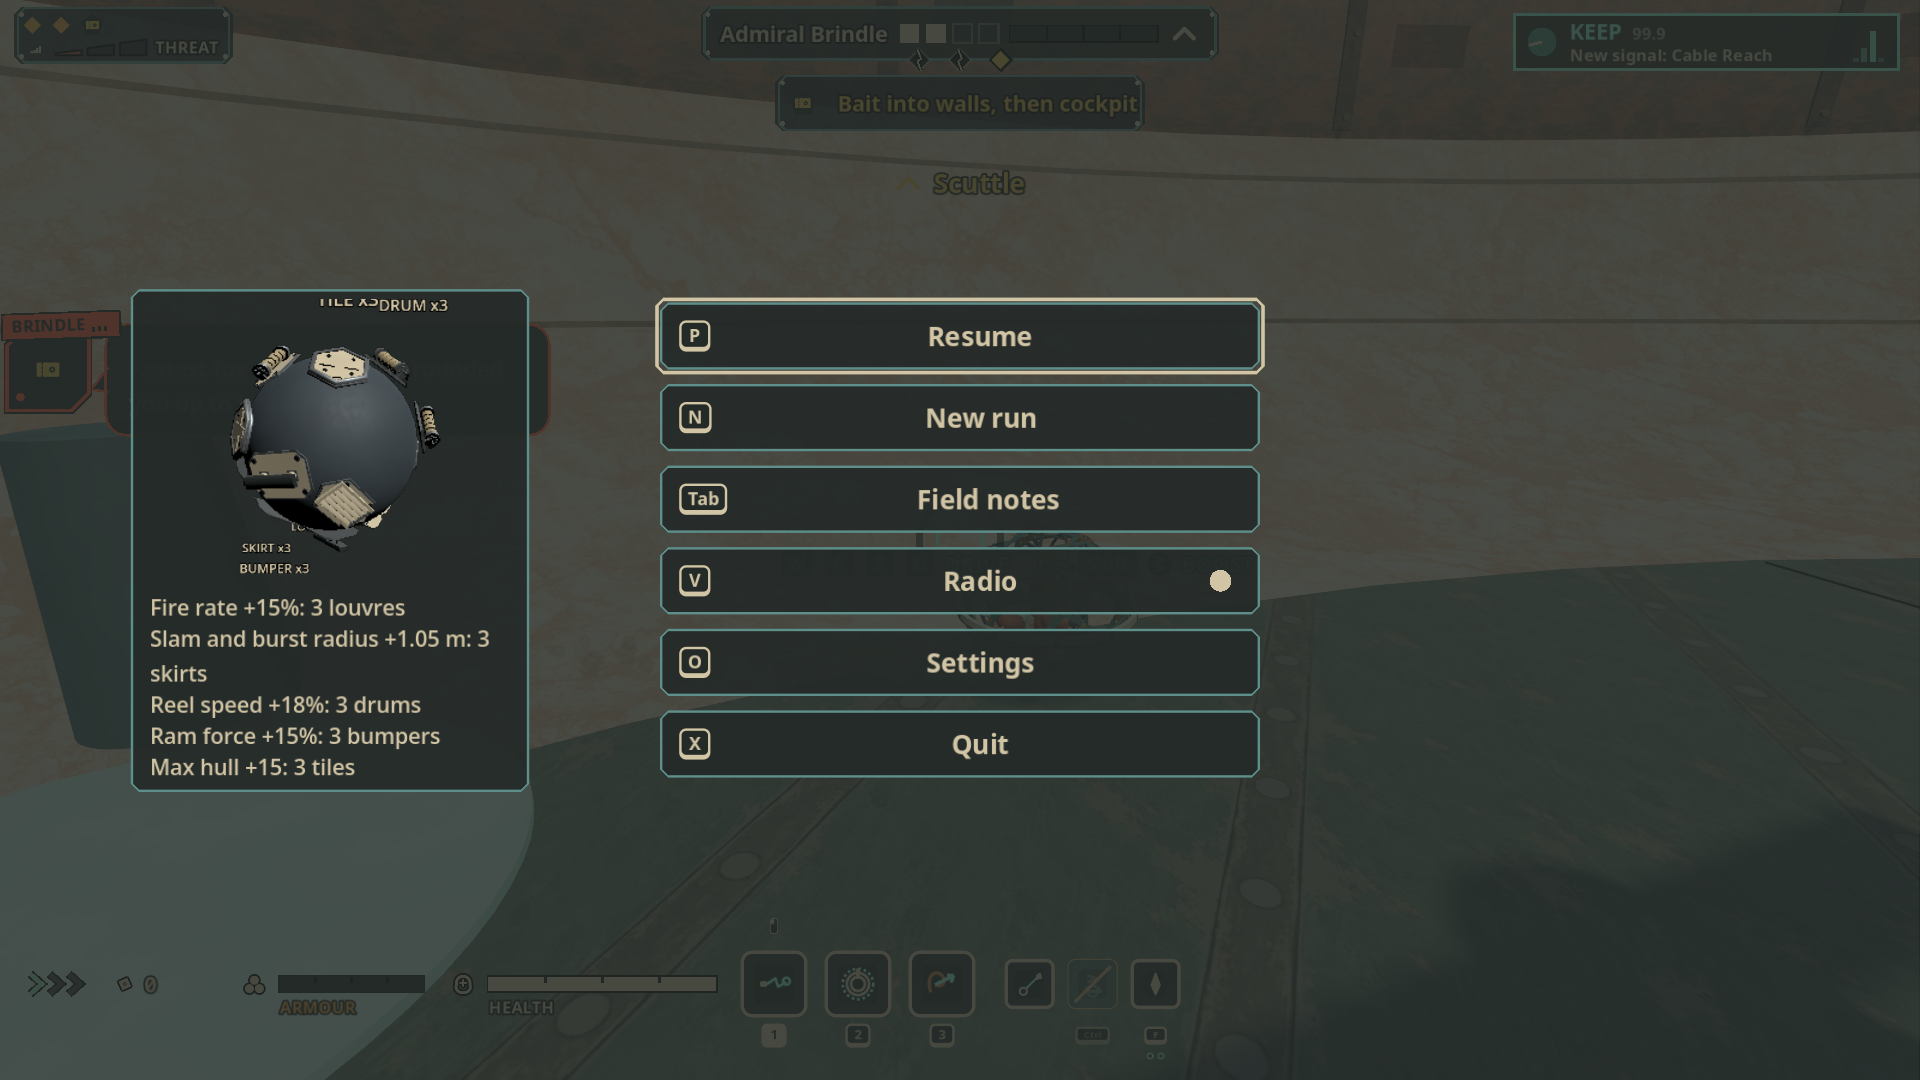 THREAT
Admiral Brindle
KEEP 99.9
New signal: Cable Reach
Bait into walls, then cockpit
Scuttle
BRINDLE ...
DRUM x3
SKIRT x3
BUMPER x3
Fire rate +15%: 3 louvres
Slam and burst radius +1.05 m: 3
skirts
Reel speed +18%: 3 drums
Ram force +15%: 3 bumpers
Max hull +15: 3 tiles
P Resume
N New run
Tab Field notes
V Radio
O Settings
X Quit
0
ARMOUR
HEALTH
1
2
3
Ctrl
F